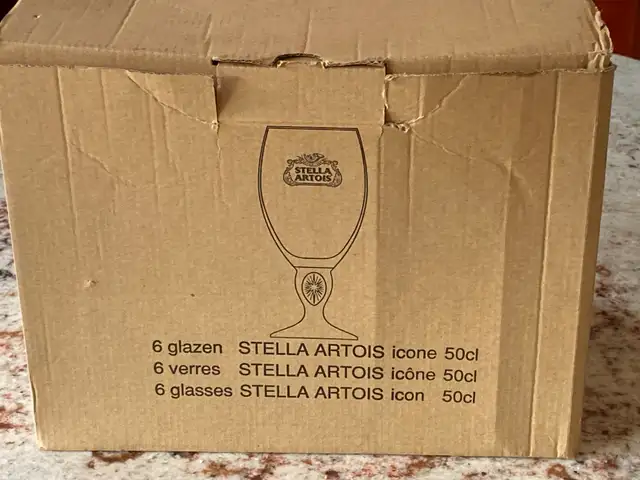 STELLA
ARTOIS
6 glazen STELLA ARTOIS icone 50cl
6 verres STELLA ARTOIS icône 50cl
6 glasses STELLA ARTOIS icon 50cl